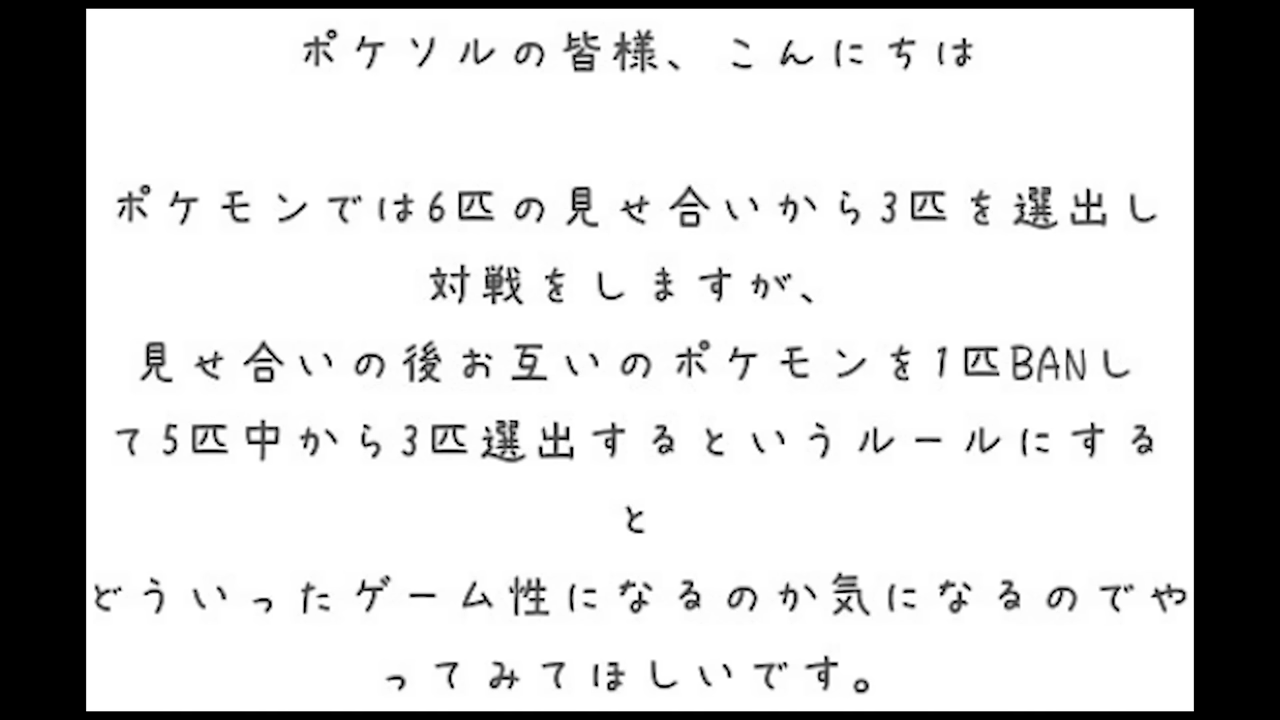 ポケソルの皆様、こんにちは
ポケモンでは6匹の見せ合いから3匹を選出し
対戦をしますが、
見せ合いの後お互いのポケモンを1匹BANし
て5匹中から3匹選出するというルールにする
と
どういったゲーム性になるのか気になるのでや
ってみてほしいです。